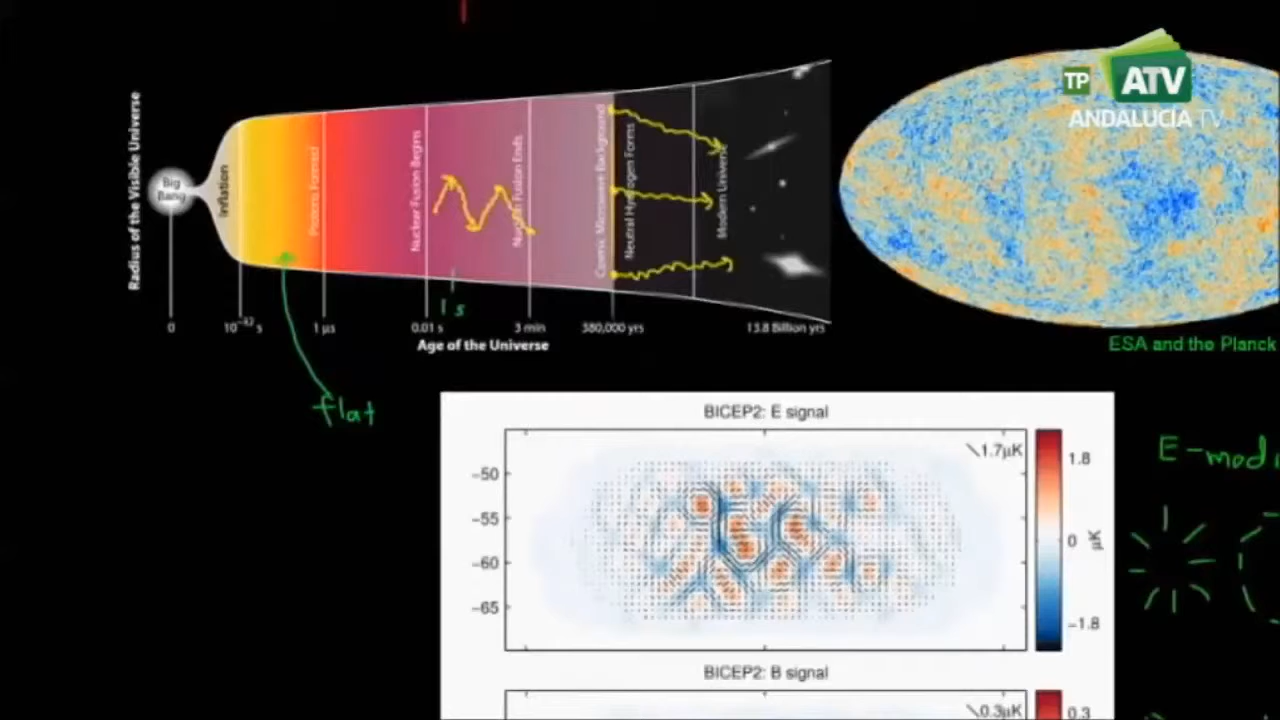 Radius of the Visible Universe
Big
Bang
Inflation
Protons Formed
Nuclear Fusion Begins
Nuclear Fusion Ends
Cosmic Microwave Background
Neutral Hydrogen Forms
Modern Universe
1 s
0
10⁻³² s
1 µs
0.01 s
3 min
380,000 yrs
13.8 Billion yrs
Age of the Universe
flat
TP
ATV
ANDALUCÍA TV
ESA and the Planck
BICEP2: E signal
1.7µK
−50
−55
−60
−65
1.8
0
−1.8
µK
BICEP2: B signal
0.3µK
0.3
E-mod